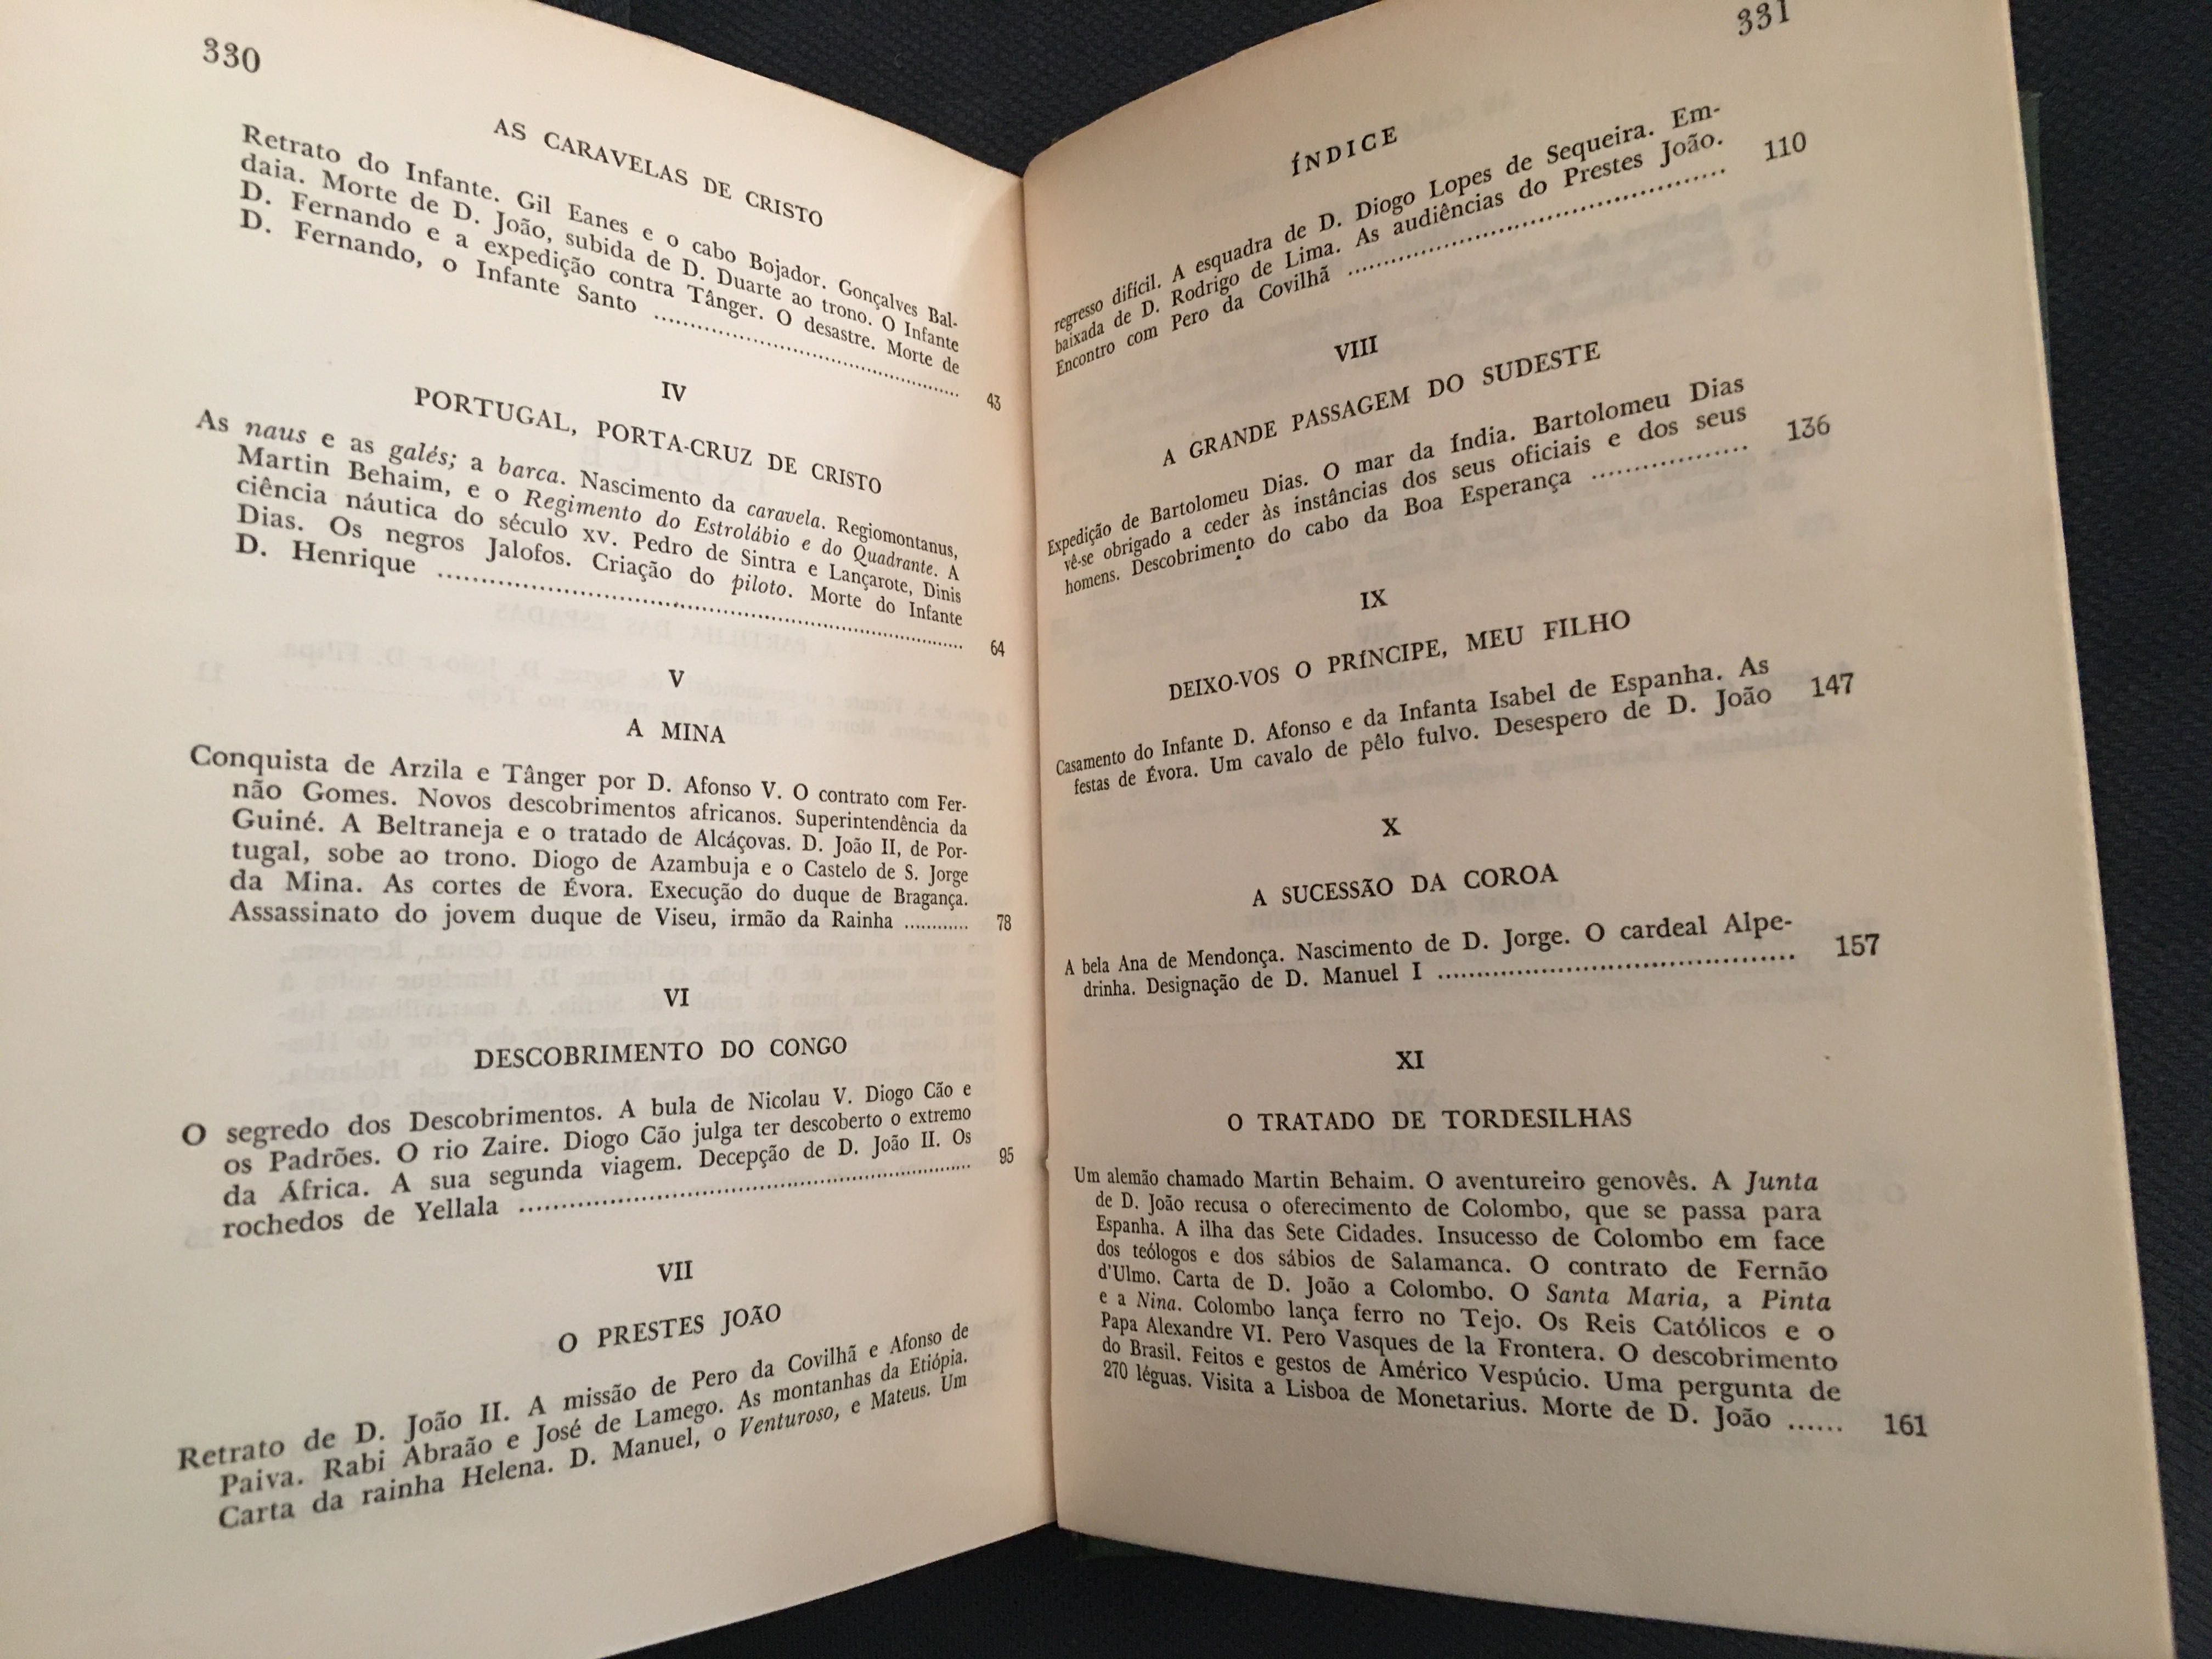 330
AS CARAVELAS DE CRISTO
Retrato do Infante. Gil Eanes e o cabo Bojador. Gonçalves Bal-
daia. Morte de D. João, subida de D. Duarte ao trono. O Infante
D. Fernando e a expedição contra Tânger. O desastre. Morte de
D. Fernando, o Infante Santo .......... 43
IV
PORTUGAL, PORTA-CRUZ DE CRISTO
As naus e as galés; a barca. Nascimento da caravela. Regiomontanus,
Martin Behaim, e o Regimento do Estrolábio e do Quadrante. A
ciência náutica do século XV. Pedro de Sintra e Lançarote, Dinis
Dias. Os negros Jalofos. Criação do piloto. Morte do Infante
D. Henrique .......... 64
V
A MINA
Conquista de Arzila e Tânger por D. Afonso V. O contrato com Fer-
não Gomes. Novos descobrimentos africanos. Superintendência da
Guiné. A Beltraneja e o tratado de Alcáçovas. D. João II, de Por-
tugal, sobe ao trono. Diogo de Azambuja e o Castelo de S. Jorge
da Mina. As cortes de Évora. Execução do duque de Bragança.
Assassinato do jovem duque de Viseu, irmão da Rainha .......... 78
VI
DESCOBRIMENTO DO CONGO
O segredo dos Descobrimentos. A bula de Nicolau V. Diogo Cão e
os Padrões. O rio Zaire. Diogo Cão julga ter descoberto o extremo
da África. A sua segunda viagem. Decepção de D. João II. Os
rochedos de Yellala .......... 95
VII
O PRESTES JOÃO
Retrato de D. João II. A missão de Pero da Covilhã e Afonso de
Paiva. Rabi Abraão e José de Lamego. As montanhas da Etiópia.
Carta da rainha Helena. D. Manuel, o Venturoso, e Mateus. Um
331
ÍNDICE
regresso difícil. A esquadra de D. Diogo Lopes de Sequeira. Em-
baixada de D. Rodrigo de Lima. As audiências do Prestes João.
Encontro com Pero da Covilhã .......... 110
VIII
A GRANDE PASSAGEM DO SUDESTE
Expedição de Bartolomeu Dias. O mar da Índia. Bartolomeu Dias
vê-se obrigado a ceder às instâncias dos seus oficiais e dos seus
homens. Descobrimento do cabo da Boa Esperança .......... 136
IX
DEIXO-VOS O PRÍNCIPE, MEU FILHO
Casamento do Infante D. Afonso e da Infanta Isabel de Espanha. As
festas de Évora. Um cavalo de pêlo fulvo. Desespero de D. João 147
X
A SUCESSÃO DA COROA
A bela Ana de Mendonça. Nascimento de D. Jorge. O cardeal Alpe-
drinha. Designação de D. Manuel I .......... 157
XI
O TRATADO DE TORDESILHAS
Um alemão chamado Martin Behaim. O aventureiro genovês. A Junta
de D. João recusa o oferecimento de Colombo, que se passa para
Espanha. A ilha das Sete Cidades. Insucesso de Colombo em face
dos teólogos e dos sábios de Salamanca. O contrato de Fernão
d'Ulmo. Carta de D. João a Colombo. O Santa Maria, a Pinta
e a Nina. Colombo lança ferro no Tejo. Os Reis Católicos e o
Papa Alexandre VI. Pero Vasques de la Frontera. O descobrimento
do Brasil. Feitos e gestos de Américo Vespúcio. Uma pergunta de
270 léguas. Visita a Lisboa de Monetarius. Morte de D. João ...... 161